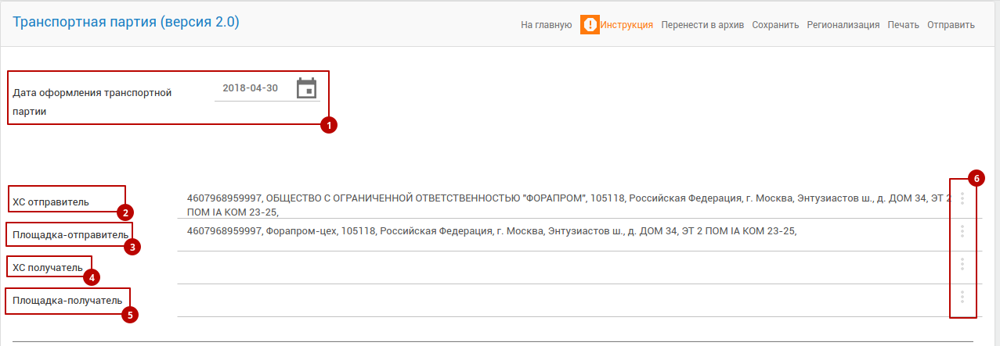 Транспортная партия (версия 2.0)
На главную Инструкция Перенести в архив Сохранить Регионализация Печать Отправить
Дата оформления транспортной
партии
2018-04-30
1
6
ХС отправитель
2
4607968959997, ОБЩЕСТВО С ОГРАНИЧЕННОЙ ОТВЕТСТВЕННОСТЬЮ "ФОРАПРОМ", 105118, Российская Федерация, г. Москва, Энтузиастов ш., д. ДОМ 34, ЭТ 2
ПОМ IA КОМ 23-25,
Площадка-отправитель
3
4607968959997, Форапром-цех, 105118, Российская Федерация, г. Москва, Энтузиастов ш., д. ДОМ 34, ЭТ 2 ПОМ IA КОМ 23-25,
ХС получатель
4
Площадка-получатель
5